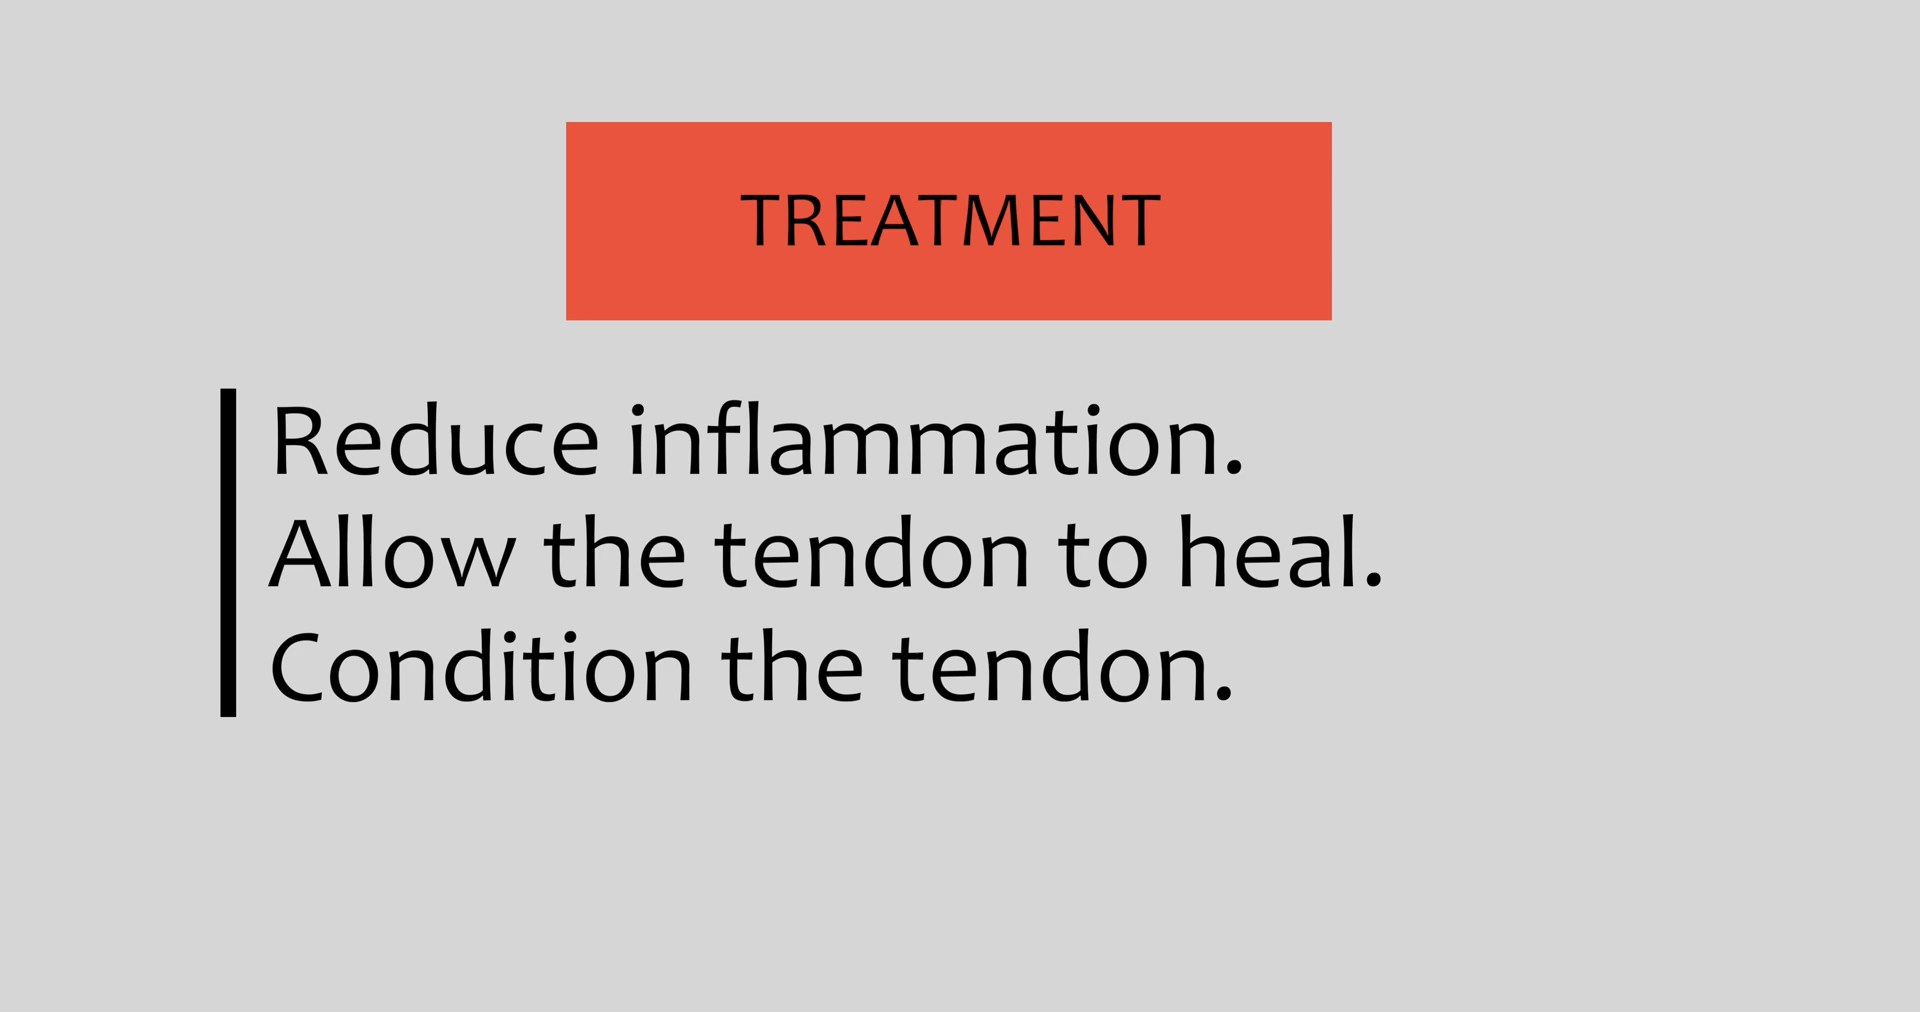 TREATMENT
Reduce inflammation.
Allow the tendon to heal.
Condition the tendon.